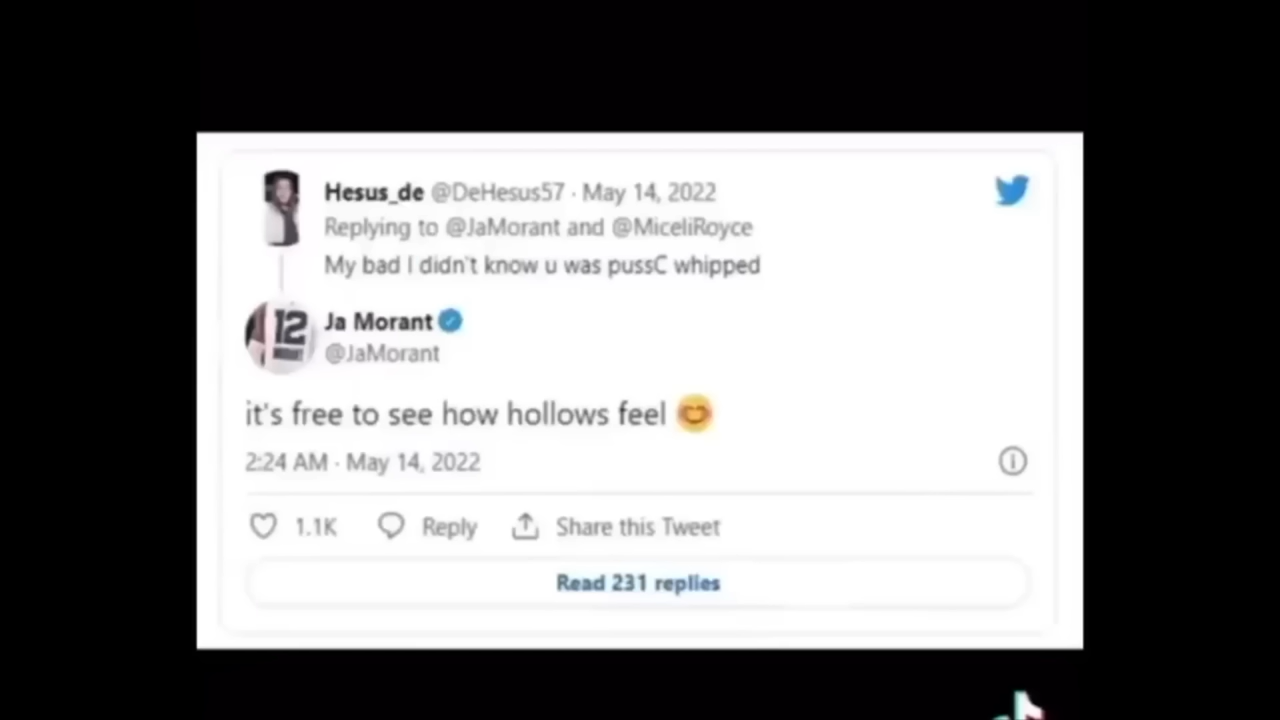 Hesus_de @DeHesus57 · May 14, 2022
Replying to @JaMorant and @MiceliRoyce
My bad I didn't know u was pussC whipped
12
Ja Morant
@JaMorant
it's free to see how hollows feel 😊
2:24 AM · May 14, 2022
1.1K Reply Share this Tweet
Read 231 replies